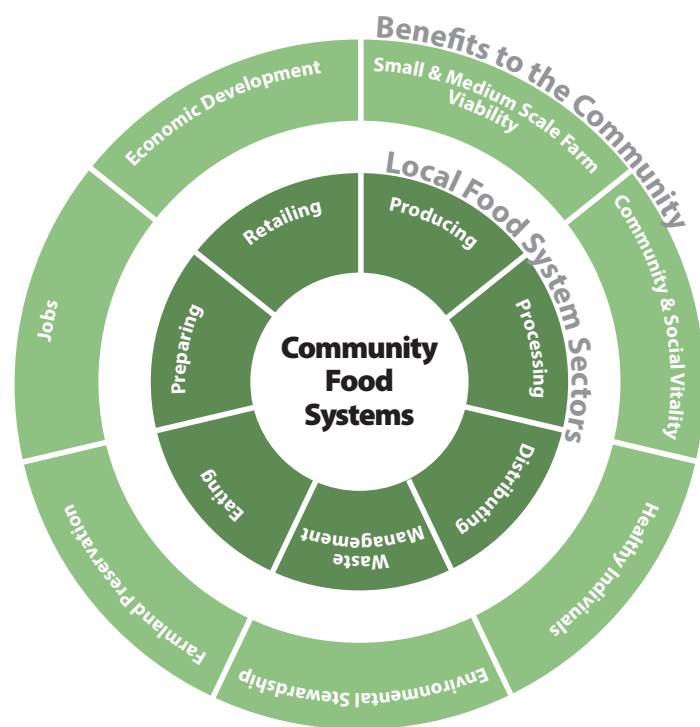 Benefits to the Community
Small & Medium Scale Farm
Viability
Community & Social Vitality
Healthy Indiviuals
Environmental Stewardship
Farmland Preservation
Jobs
Economic Development
Local Food System Sectors
Producing
Processing
Distributing
Waste
Management
Eating
Preparing
Retailing
Community
Food
Systems